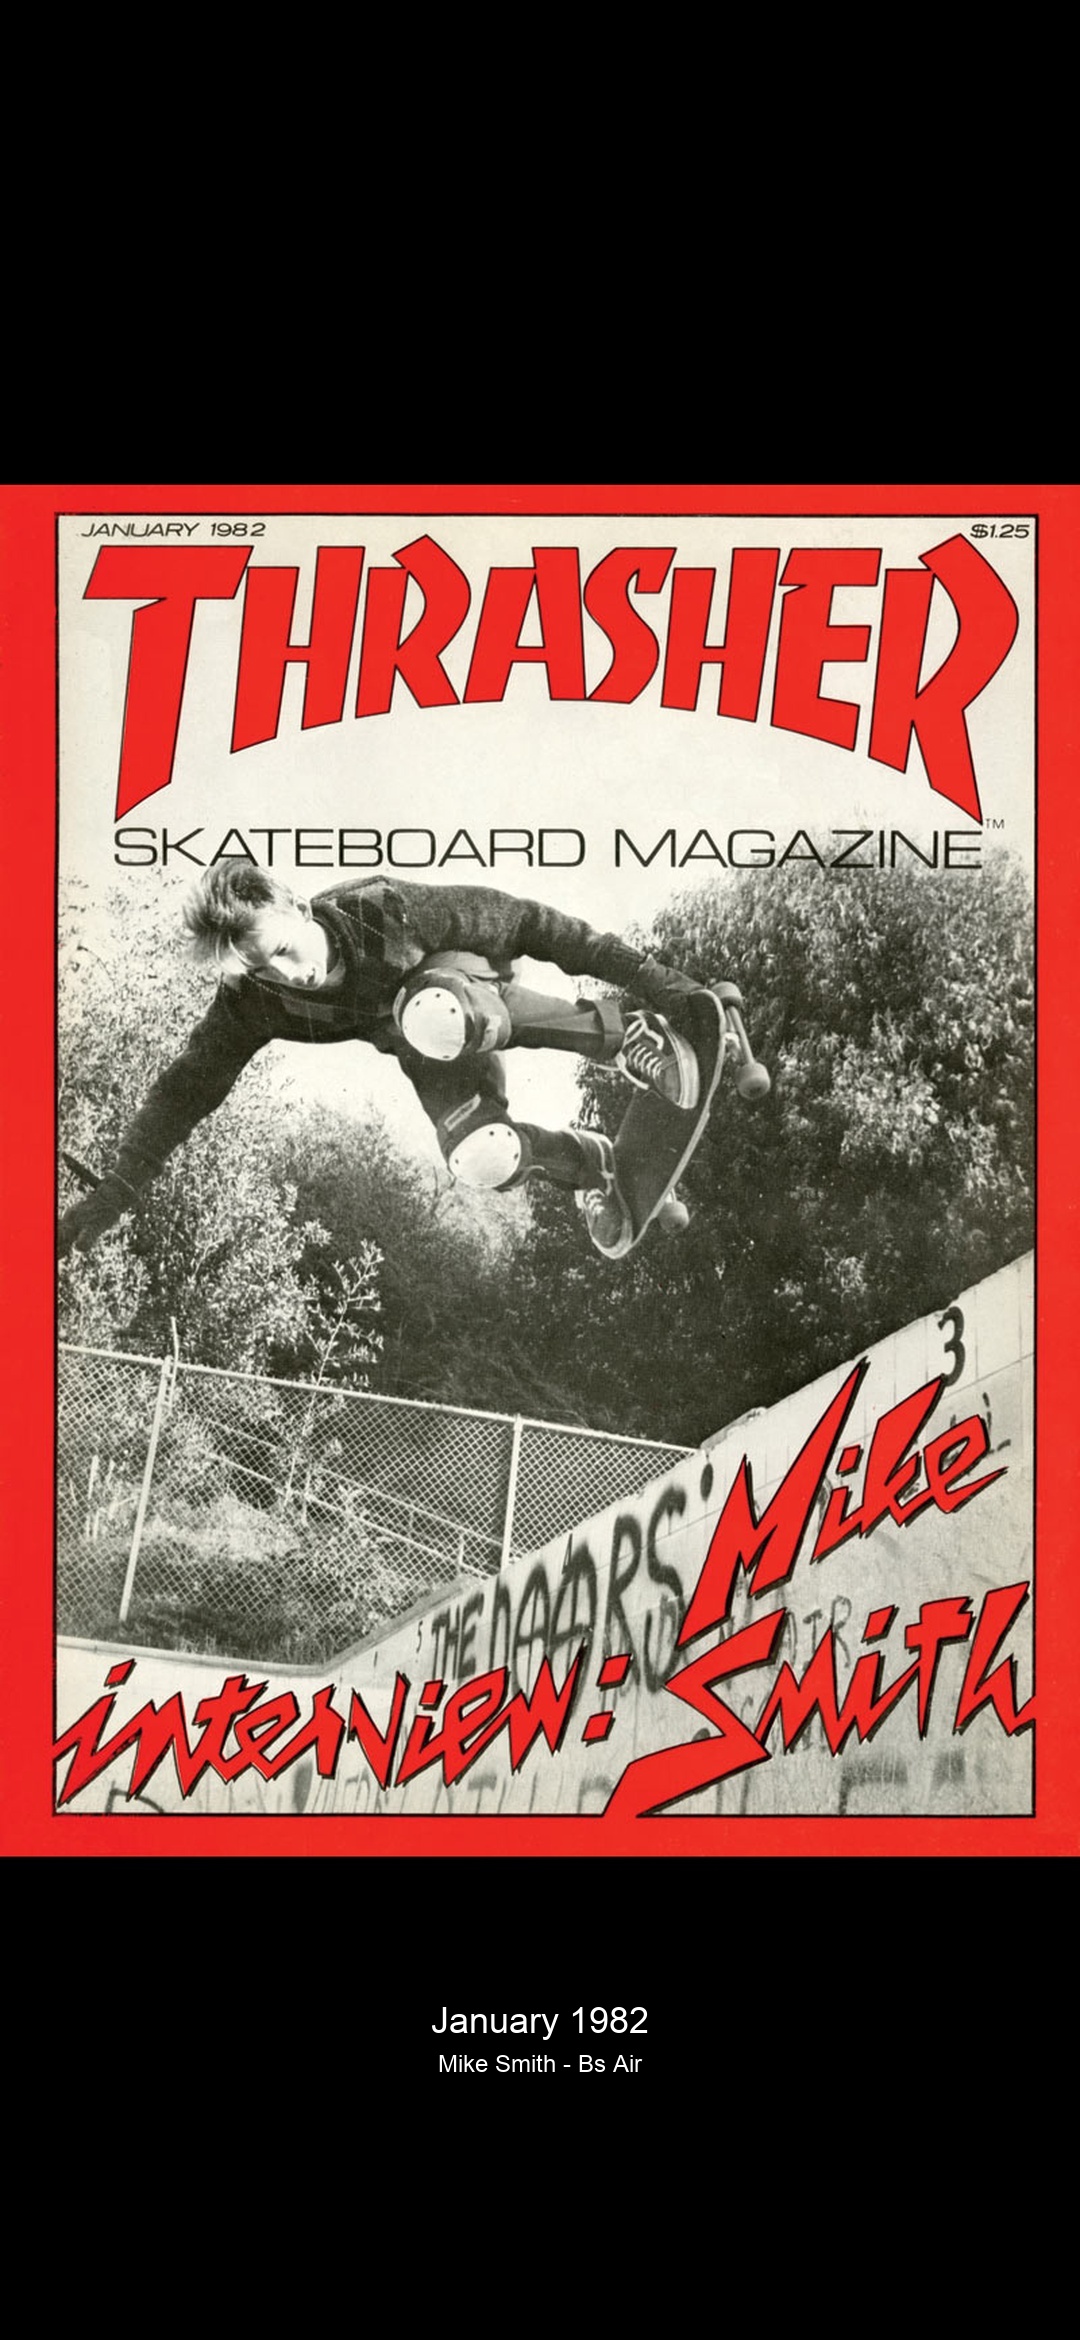 JANUARY 1982
$1.25
THRASHER
TM
SKATEBOARD MAGAZINE
3
THE DOORS
Mike
interview: Smith
January 1982
Mike Smith - Bs Air